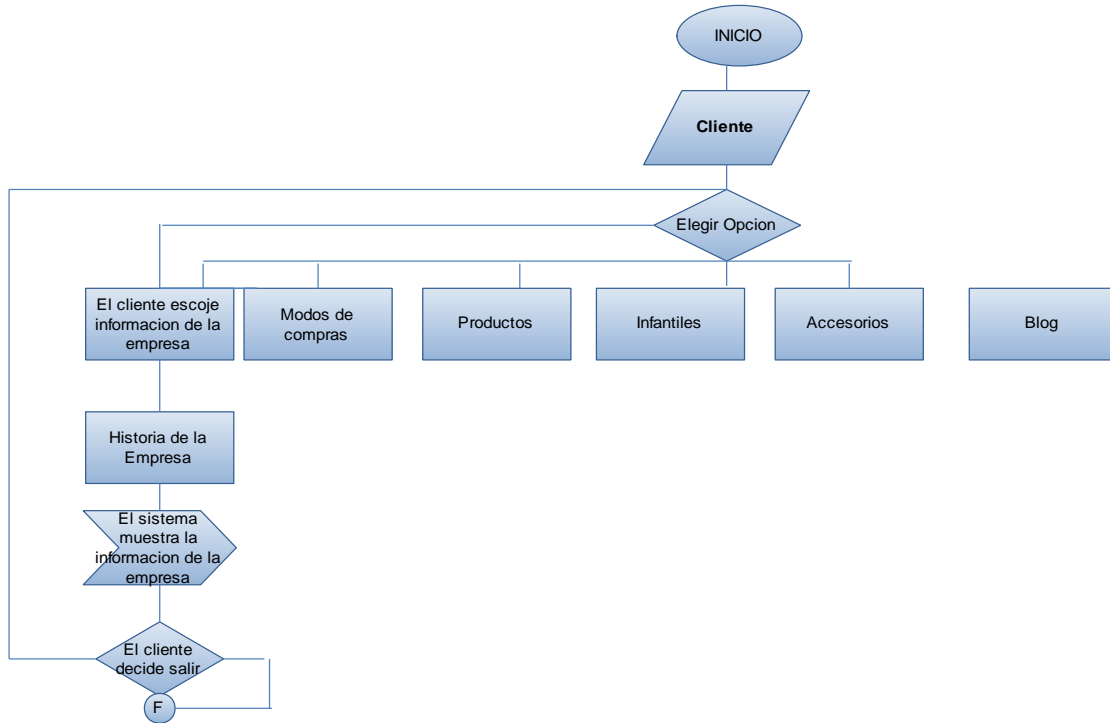 INICIO
Cliente
Elegir Opcion
El cliente escoje
informacion de la
empresa
Modos de
compras
Productos
Infantiles
Accesorios
Blog
Historia de la
Empresa
El sistema
muestra la
informacion de la
empresa
El cliente
decide salir
F